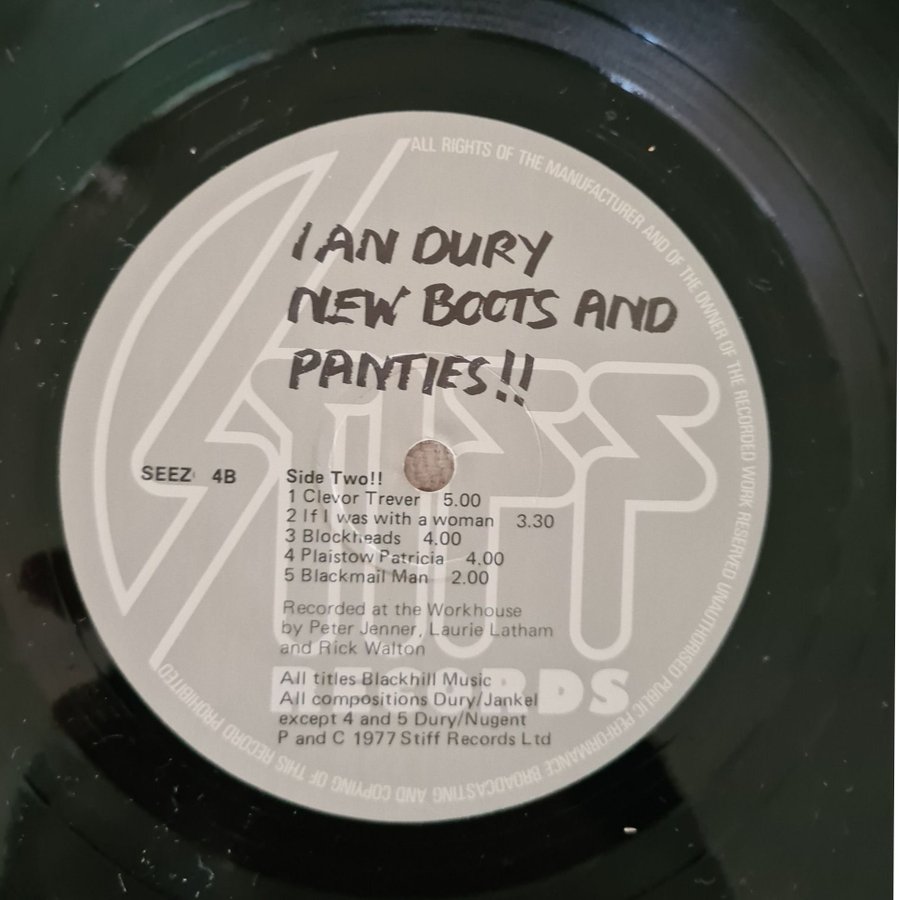 ALL RIGHTS OF THE MANUFACTURER AND OF THE OWNER OF THE RECORDED WORK RESERVED UNAUTHORISED PUBLIC PERFORMANCE BROADCASTING AND COPYING OF THIS RECORD PROHIBITED
IAN DURY
NEW BOOTS AND
PANTIES!!
STIFF
SEEZ 4B
Side Two!!
1 Clevor Trever 5.00
2 If I was with a woman 3.30
3 Blockheads 4.00
4 Plaistow Patricia 4.00
5 Blackmail Man 2.00
Recorded at the Workhouse
by Peter Jenner, Laurie Latham
and Rick Walton
RECORDS
All titles Blackhill Music
All compositions Dury/Jankel
except 4 and 5 Dury/Nugent
P and C 1977 Stiff Records Ltd